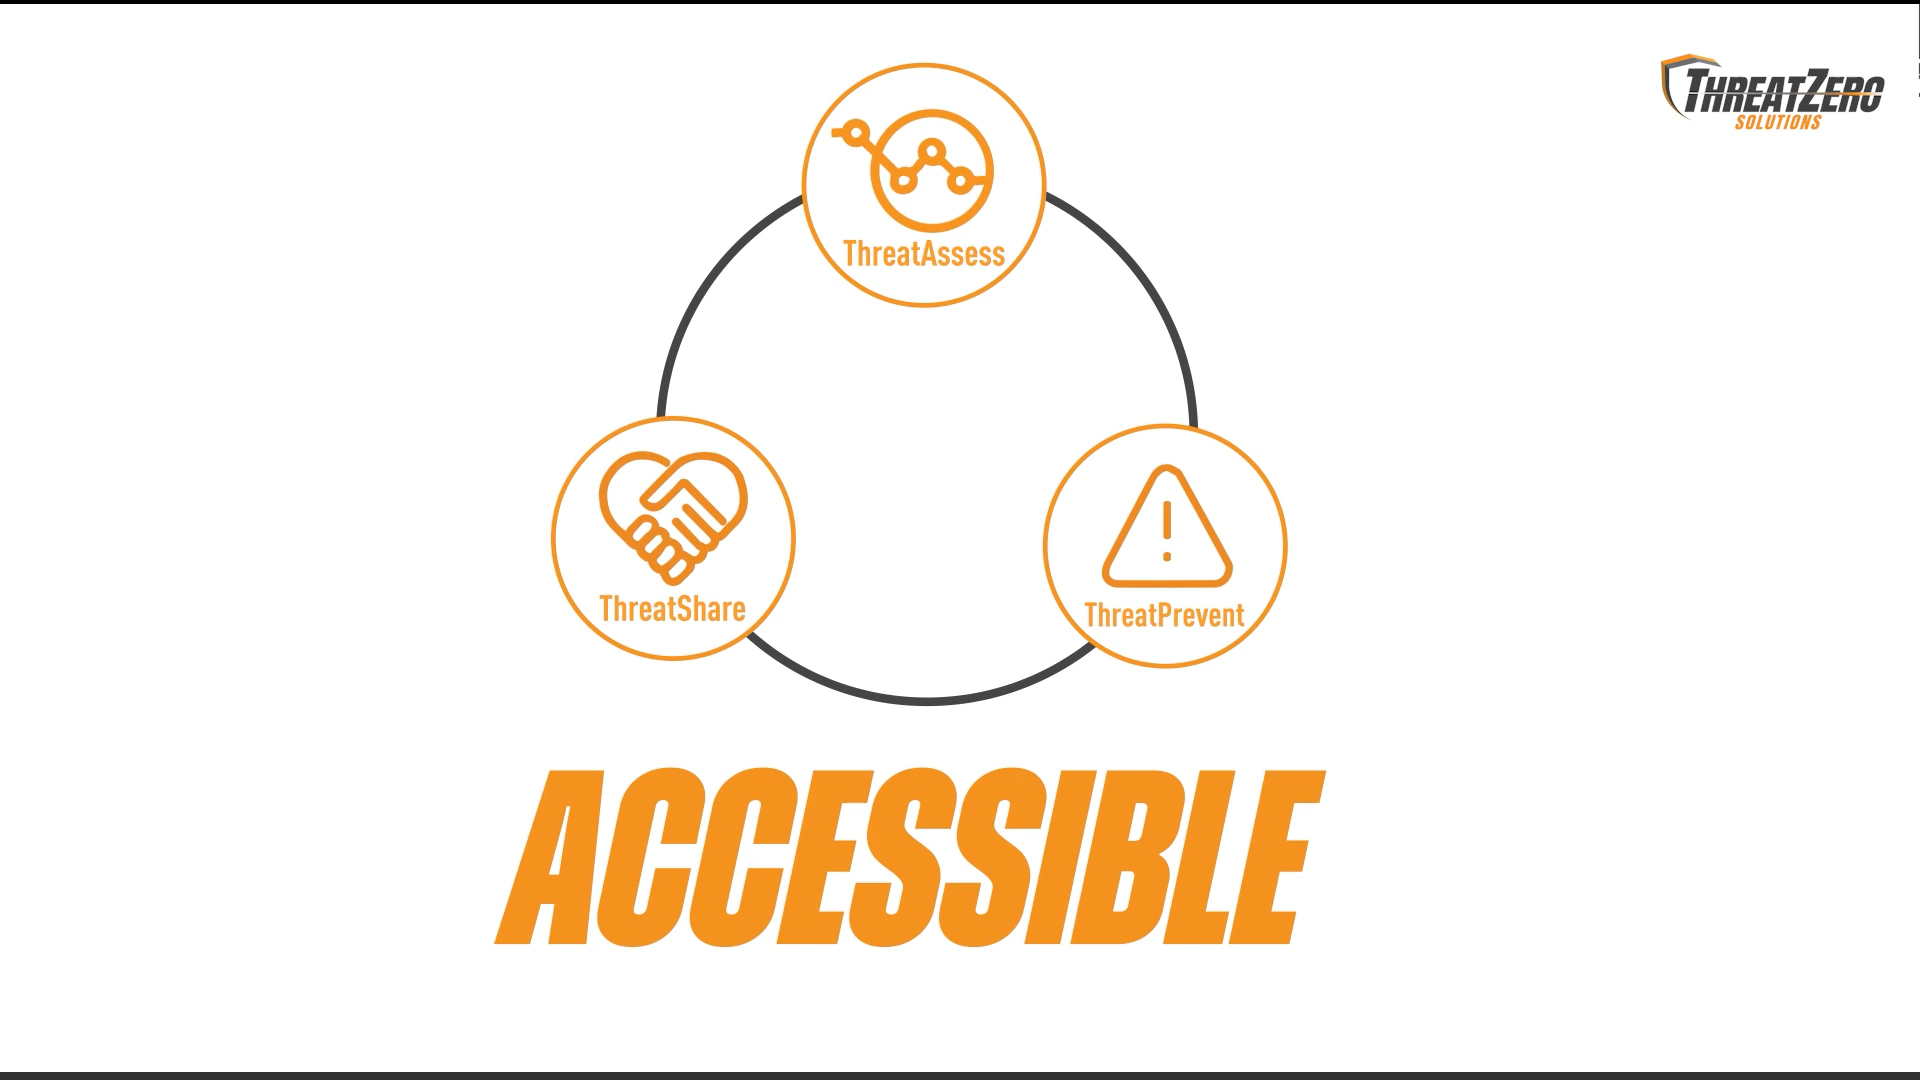 THREATZERO
SOLUTIONS
ThreatAssess
ThreatShare
ThreatPrevent
ACCESSIBLE